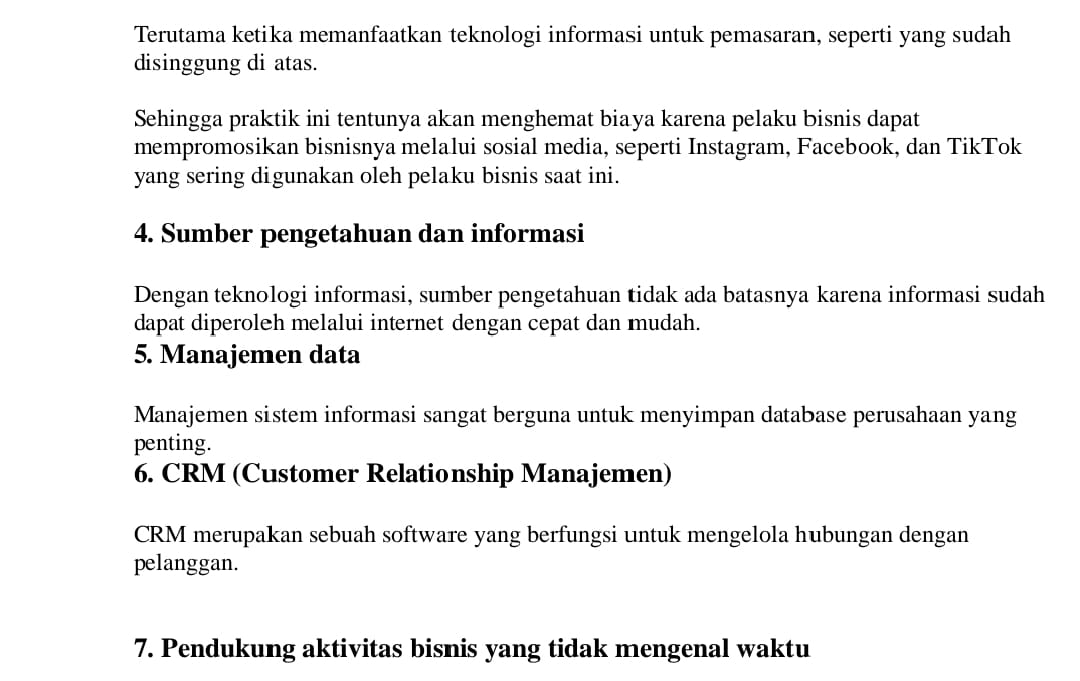 Terutama ketika memanfaatkan teknologi informasi untuk pemasaran, seperti yang sudah
disinggung di atas.
Sehingga praktik ini tentunya akan menghemat biaya karena pelaku bisnis dapat
mempromosikan bisnisnya melalui sosial media, seperti Instagram, Facebook, dan TikTok
yang sering digunakan oleh pelaku bisnis saat ini.
4. Sumber pengetahuan dan informasi
Dengan teknologi informasi, sumber pengetahuan tidak ada batasnya karena informasi sudah
dapat diperoleh melalui internet dengan cepat dan mudah.
5. Manajemen data
Manajemen sistem informasi sangat berguna untuk menyimpan database perusahaan yang
penting.
6. CRM (Customer Relationship Manajemen)
CRM merupakan sebuah software yang berfungsi untuk mengelola hubungan dengan
pelanggan.
7. Pendukung aktivitas bisnis yang tidak mengenal waktu